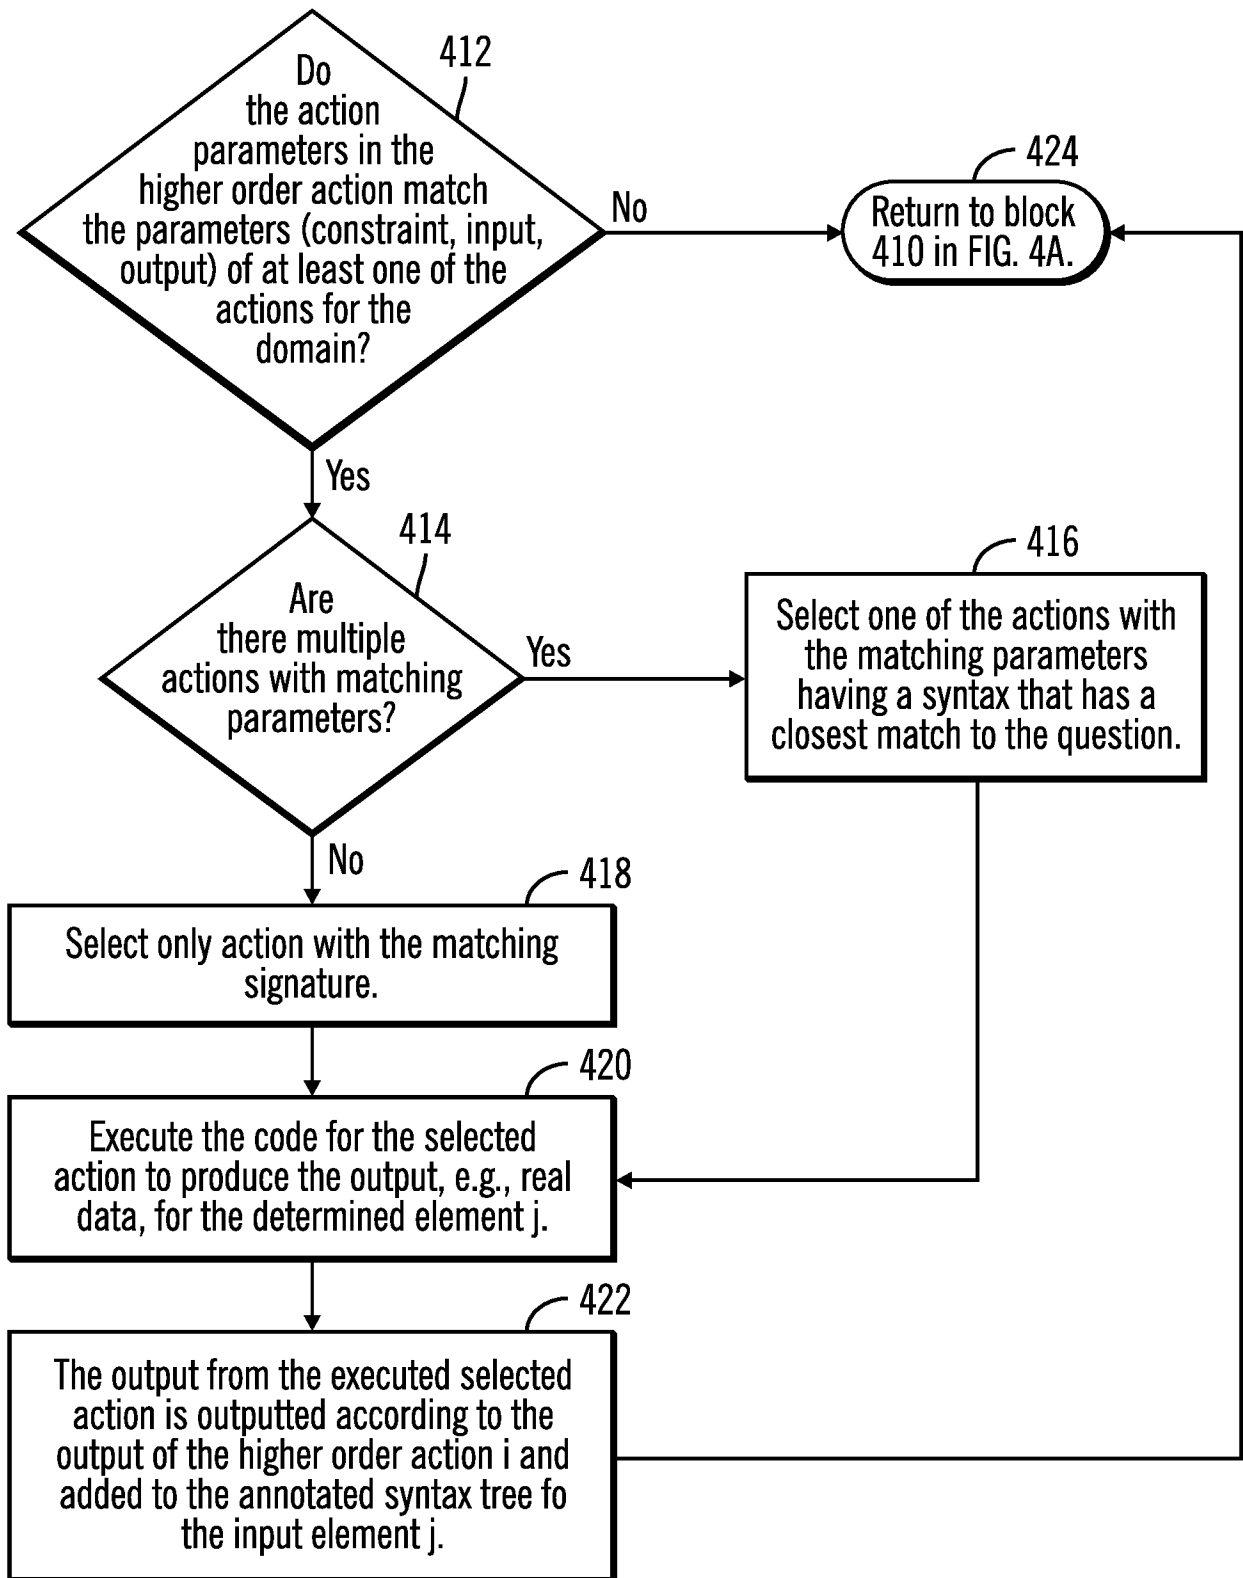 412
Do
the action
parameters in the
higher order action match
the parameters (constraint, input,
output) of at least one of the
actions for the
domain?
No
424
Return to block
410 in FIG. 4A.
Yes
414
Are
there multiple
actions with matching
parameters?
Yes
416
Select one of the actions with
the matching parameters
having a syntax that has a
closest match to the question.
No
418
Select only action with the matching
signature.
420
Execute the code for the selected
action to produce the output, e.g., real
data, for the determined element j.
422
The output from the executed selected
action is outputted according to the
output of the higher order action i and
added to the annotated syntax tree fo
the input element j.